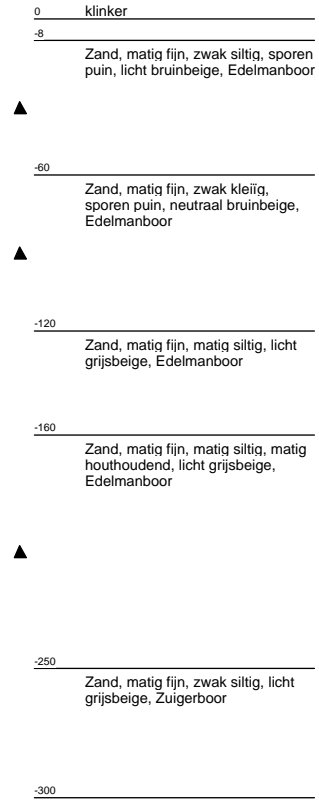 0 klinker
-8
Zand, matig fijn, zwak siltig, sporen
puin, licht bruinbeige, Edelmanboor
-60
Zand, matig fijn, zwak kleiïg,
sporen puin, neutraal bruinbeige,
Edelmanboor
-120
Zand, matig fijn, matig siltig, licht
grijsbeige, Edelmanboor
-160
Zand, matig fijn, matig siltig, matig
houthoudend, licht grijsbeige,
Edelmanboor
-250
Zand, matig fijn, zwak siltig, licht
grijsbeige, Zuigerboor
-300